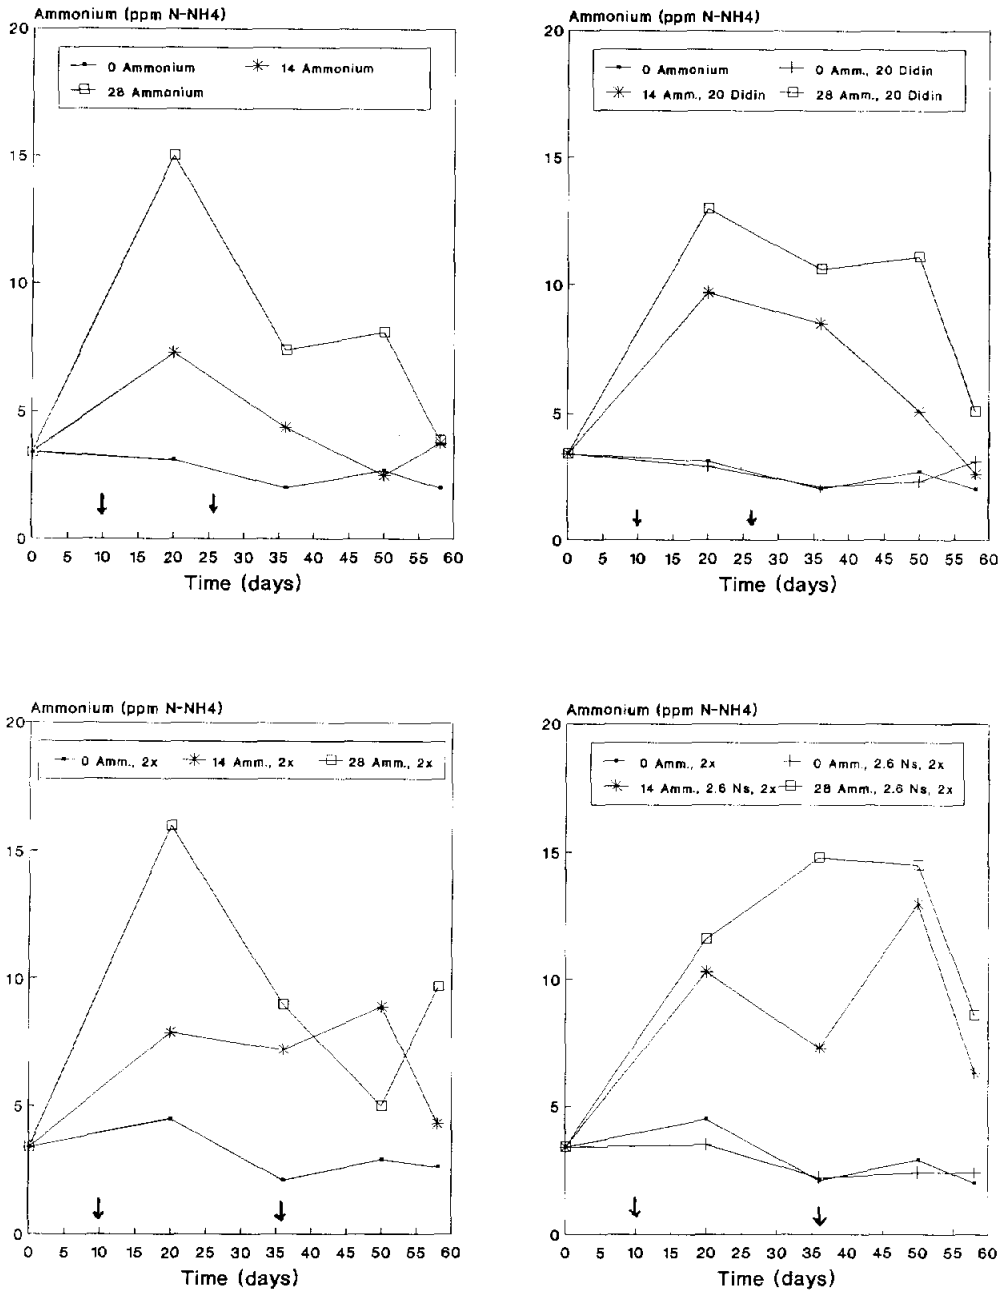 Ammonium (ppm N-NH4)
20
0 Ammonium
14 Ammonium
28 Ammonium
15
10
5
0
0 5 10 15 20 25 30 35 40 45 50 55 60
Time (days)
Ammonium (ppm N-NH4)
20
0 Ammonium
0 Amm., 20 Didin
14 Amm., 20 Didin
28 Amm., 20 Didin
15
10
5
0
0 5 10 15 20 25 30 35 40 45 50 55 60
Time (days)
Ammonium (ppm N-NH4)
20
0 Amm., 2x
14 Amm., 2x
28 Amm., 2x
15
10
5
0
0 5 10 15 20 25 30 35 40 45 50 55 60
Time (days)
Ammonium (ppm N-NH4)
20
0 Amm., 2x
0 Amm., 2.6 Ns, 2x
14 Amm., 2.6 Ns, 2x
28 Amm., 2.6 Ns, 2x
15
10
5
0
0 5 10 15 20 25 30 35 40 45 50 55 60
Time (days)